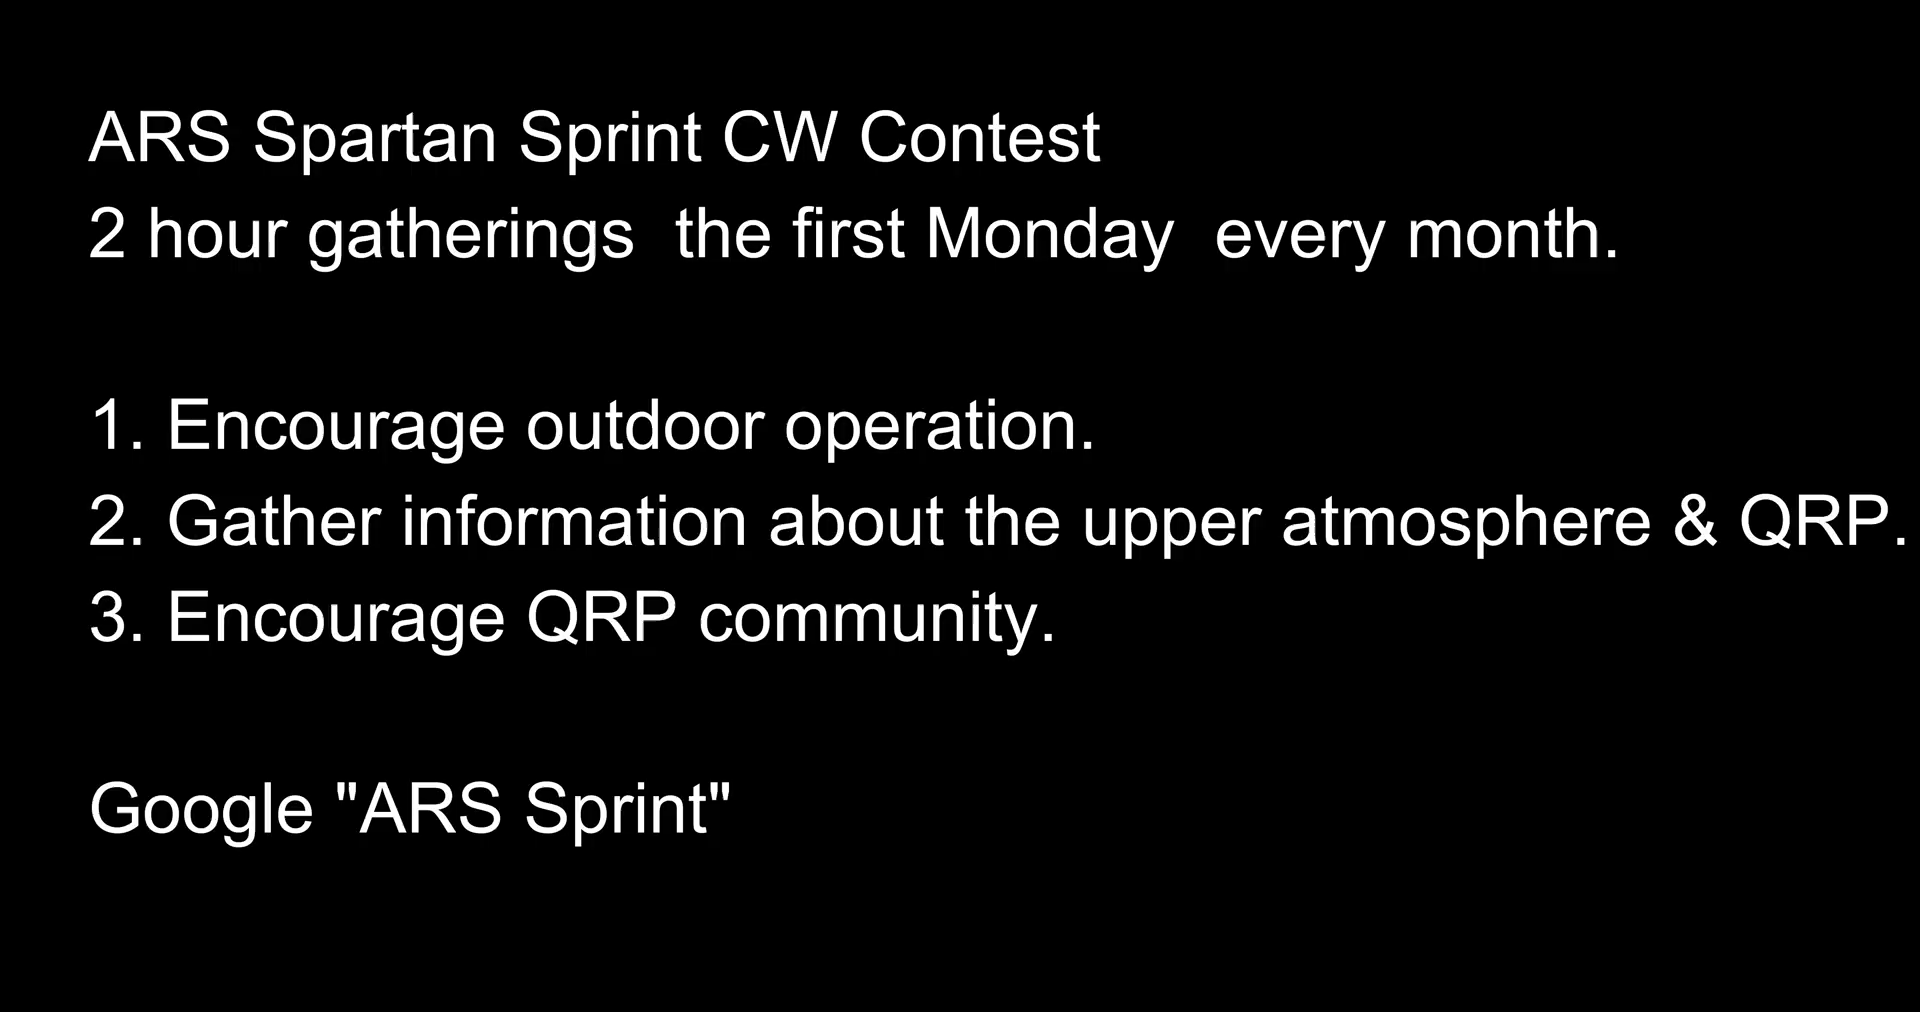 ARS Spartan Sprint CW Contest
2 hour gatherings  the first Monday  every month.
1. Encourage outdoor operation.
2. Gather information about the upper atmosphere & QRP.
3. Encourage QRP community.
Google "ARS Sprint"